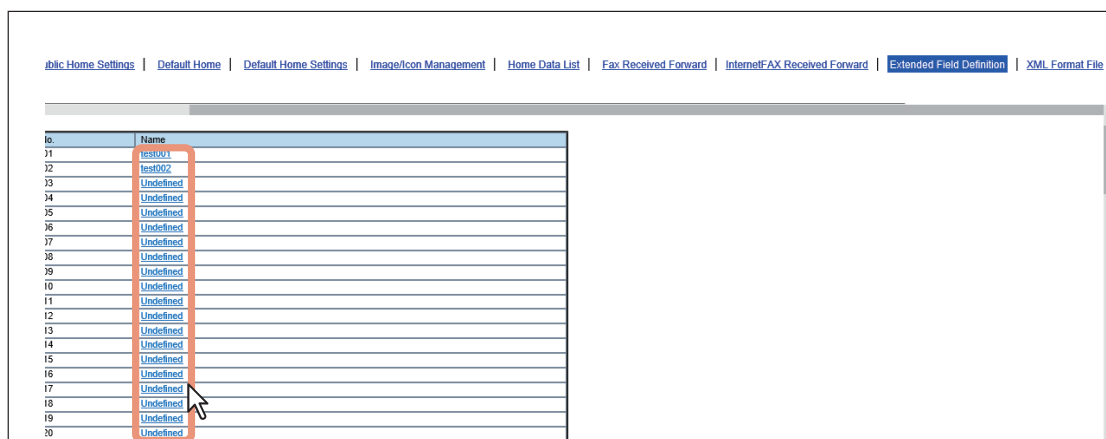 ublic Home Settings | Default Home | Default Home Settings | Image/Icon Management | Home Data List | Fax Received Forward | InternetFAX Received Forward | Extended Field Definition | XML Format File
No. Name
01 test001
02 test002
03 Undefined
04 Undefined
05 Undefined
06 Undefined
07 Undefined
08 Undefined
09 Undefined
10 Undefined
11 Undefined
12 Undefined
13 Undefined
14 Undefined
15 Undefined
16 Undefined
17 Undefined
18 Undefined
19 Undefined
20 Undefined